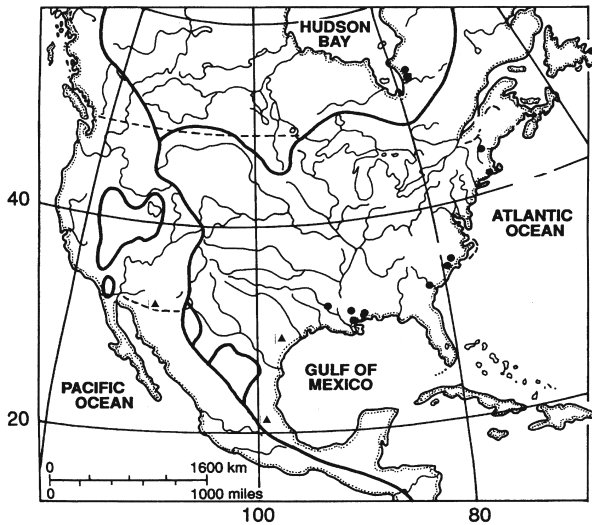 HUDSON
BAY
40
ATLANTIC
OCEAN
GULF OF
MEXICO
PACIFIC
OCEAN
20
0 1600 km
0 1000 miles
100 80